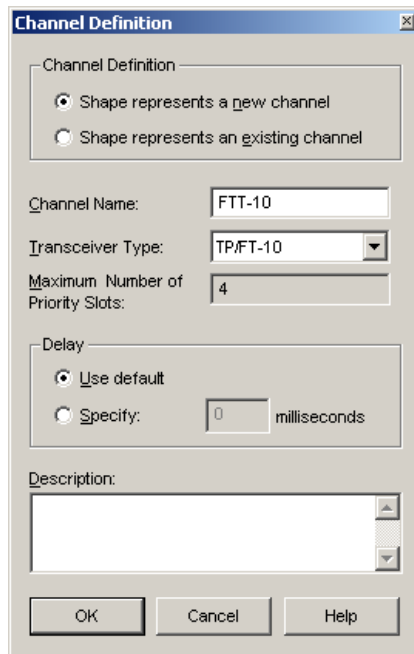 Channel Definition
Channel Definition
Shape represents a new channel
Shape represents an existing channel
Channel Name: FTT-10
Transceiver Type: TP/FT-10
Maximum Number of
Priority Slots: 4
Delay
Use default
Specify: 0 milliseconds
Description:
OK Cancel Help